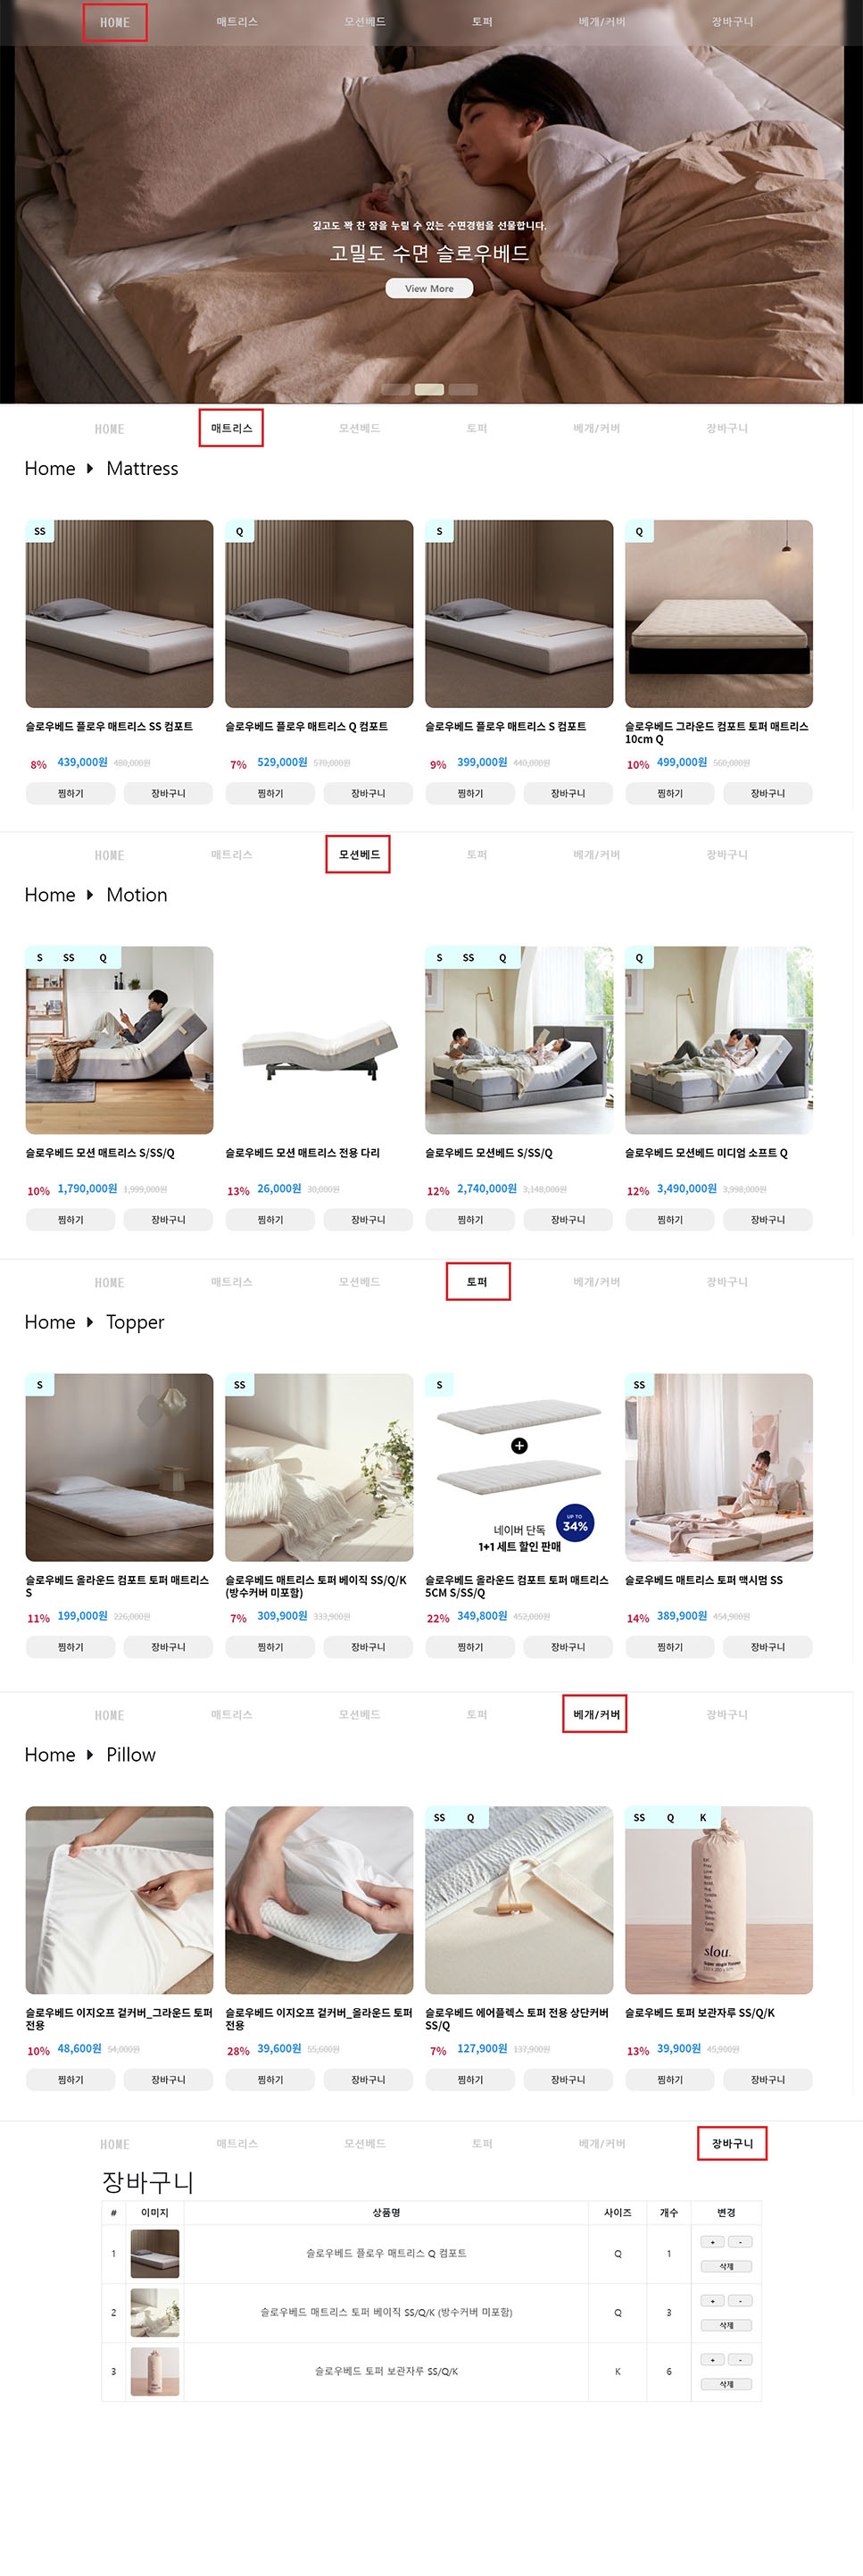 HOME 매트리스 모션베드 토퍼 베개/커버 장바구니
깊고도 꽉 찬 잠을 누릴 수 있는 수면경험을 선물합니다.
고밀도 수면 슬로우베드
View More
HOME 매트리스 모션베드 토퍼 베개/커버 장바구니
Home Mattress
SS Q S Q
슬로우베드 플로우 매트리스 SS 컴포트
8% 439,000원 480,000원
찜하기 장바구니
슬로우베드 플로우 매트리스 Q 컴포트
7% 529,000원 570,000원
찜하기 장바구니
슬로우베드 플로우 매트리스 S 컴포트
9% 399,000원 440,000원
찜하기 장바구니
슬로우베드 그라운드 컴포트 토퍼 매트리스
10cm Q
10% 499,000원 560,000원
찜하기 장바구니
HOME 매트리스 모션베드 토퍼 베개/커버 장바구니
Home Motion
S SS Q
슬로우베드 모션 매트리스 S/SS/Q
10% 1,790,000원 1,999,000원
찜하기 장바구니
슬로우베드 모션 매트리스 전용 다리
13% 26,000원 30,000원
찜하기 장바구니
S SS Q
슬로우베드 모션베드 S/SS/Q
12% 2,740,000원 3,148,000원
찜하기 장바구니
Q
슬로우베드 모션베드 미디엄 소프트 Q
12% 3,490,000원 3,998,000원
찜하기 장바구니
HOME 매트리스 모션베드 토퍼 베개/커버 장바구니
Home Topper
S
슬로우베드 올라운드 컴포트 토퍼 매트리스
S
11% 199,000원 226,000원
찜하기 장바구니
SS
슬로우베드 매트리스 토퍼 베이직 SS/Q/K
(방수커버 미포함)
7% 309,900원 333,900원
찜하기 장바구니
S
UP TO
34%
네이버 단독
1+1 세트 할인 판매
슬로우베드 올라운드 컴포트 토퍼 매트리스
5CM S/SS/Q
22% 349,800원 452,000원
찜하기 장바구니
SS
슬로우베드 매트리스 토퍼 맥시멈 SS
14% 389,900원 454,900원
찜하기 장바구니
HOME 매트리스 모션베드 토퍼 베개/커버 장바구니
Home Pillow
슬로우베드 이지오프 겉커버_그라운드 토퍼
전용
10% 48,600원 54,000원
찜하기 장바구니
슬로우베드 이지오프 겉커버_올라운드 토퍼
전용
28% 39,600원 55,600원
찜하기 장바구니
SS Q
슬로우베드 에어플렉스 토퍼 전용 상단커버
SS/Q
7% 127,900원 137,900원
찜하기 장바구니
SS Q K
slou.
슬로우베드 토퍼 보관자루 SS/Q/K
13% 39,900원 45,900원
찜하기 장바구니
HOME 매트리스 모션베드 토퍼 베개/커버 장바구니
장바구니
# 이미지 상품명 사이즈 개수 변경
1 슬로우베드 플로우 매트리스 Q 컴포트 Q 1 + -
삭제
2 슬로우베드 매트리스 토퍼 베이직 SS/Q/K (방수커버 미포함) Q 3 + -
삭제
3 슬로우베드 토퍼 보관자루 SS/Q/K K 6 + -
삭제